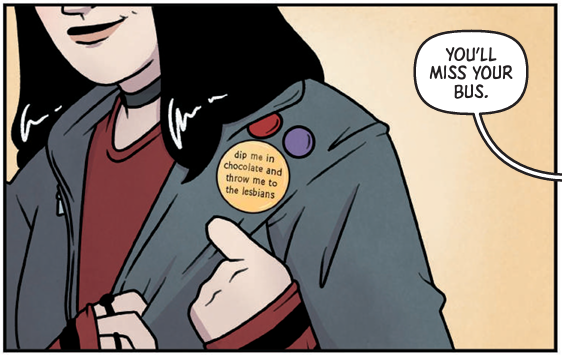 dip me in
chocolate and
throw me to
the lesbians
YOU'LL
MISS YOUR
BUS.